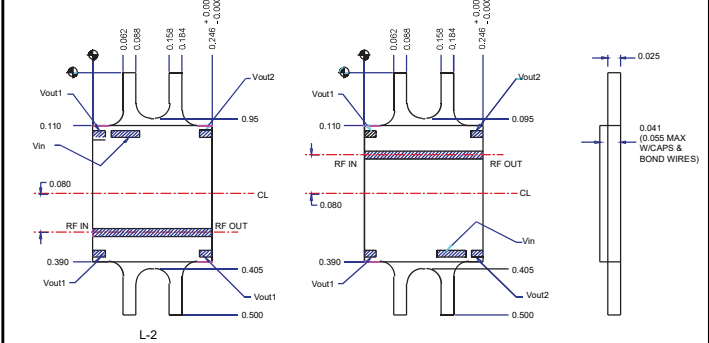 0.062
0.088
0.158
0.184
0.246
Vout1
Vout2
0.110
0.95
Vin
0.080
CL
RF IN
RF OUT
0.390
0.405
Vout1
Vout1
0.500
L-2
0.062
0.088
0.158
0.184
0.246
Vout2
Vout1
0.110
0.095
RF IN
RF OUT
CL
0.080
Vin
0.390
0.405
Vout1
Vout2
0.500
0.025
0.041
(0.055 MAX
W/CAPS &
BOND WIRES)